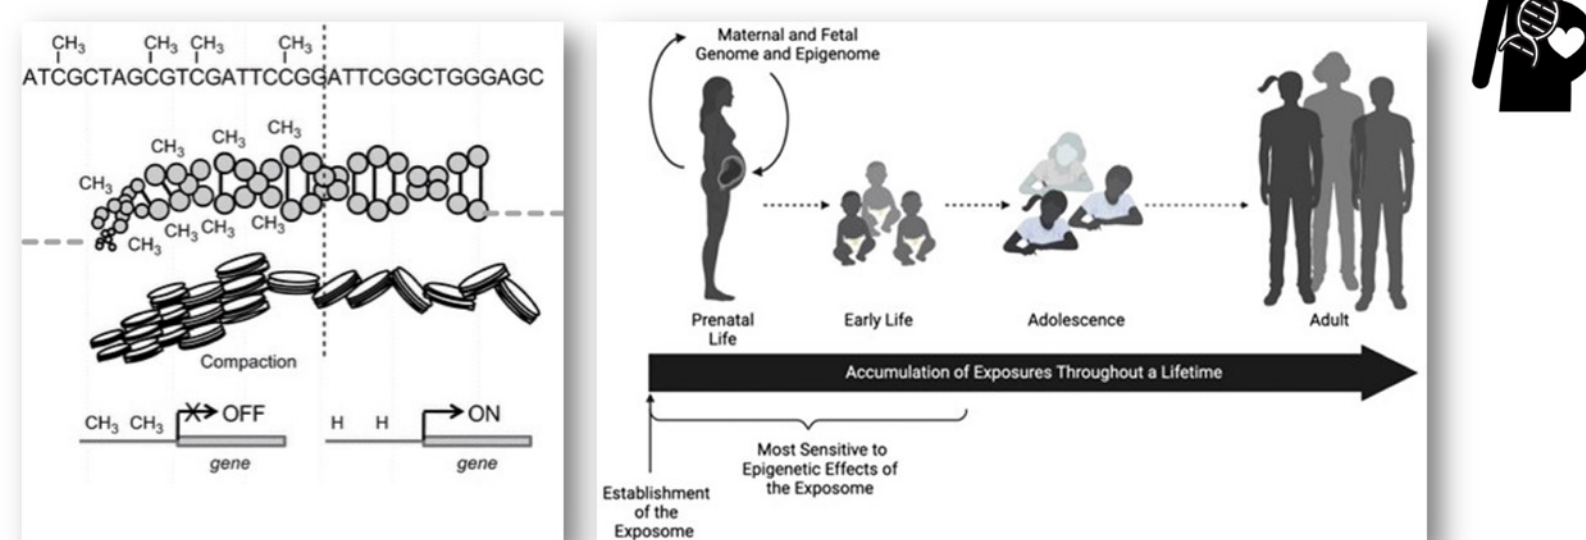 CH₃ CH₃ CH₃ CH₃
ATCGCTAGCGTCGATTCCGGATTCGGCTGGGAGC
CH₃ CH₃ CH₃
CH₃
CH₃ CH₃ CH₃ CH₃
Compaction
CH₃ CH₃ OFF
gene
H H ON
gene
Maternal and Fetal
Genome and Epigenome
Prenatal
Life
Early Life
Adolescence
Adult
Accumulation of Exposures Throughout a Lifetime
Most Sensitive to
Epigenetic Effects of
the Exposome
Establishment
of the
Exposome